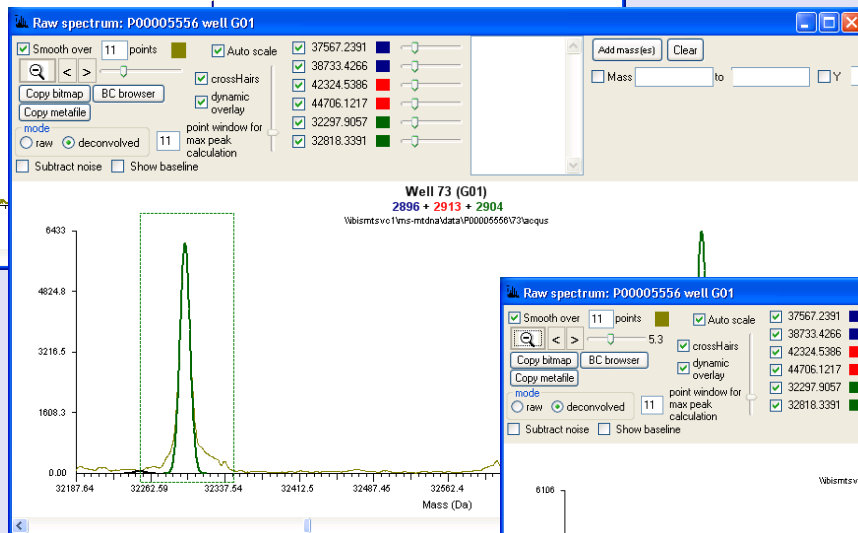 Raw spectrum: P00005556 well G01
Smooth over 11 points
Auto scale
< >
crossHairs
Copy bitmap BC browser
dynamic overlay
Copy metafile
mode
raw deconvolved
11 point window for max peak calculation
Subtract noise Show baseline
37567.2391
38733.4266
42324.5386
44706.1217
32297.9057
32818.3391
Add mass(es) Clear
Mass to Y
Well 73 (G01)
2896 + 2913 + 2904
\\ibismtsvc1\ms-mtdna\data\P00005556\73\acqus
6433
4824.8
3216.5
1608.3
0.00
32187.64 32262.59 32337.54 32412.5 32487.45 32562.4
Mass (Da)
Raw spectrum: P00005556 well G01
Smooth over 11 points
Auto scale
< > 5.3
crossHairs
Copy bitmap BC browser
dynamic overlay
Copy metafile
mode
raw deconvolved
11 point window for max peak calculation
Subtract noise Show baseline
37567.2391
38733.4266
42324.5386
44706.1217
32297.9057
32818.3391
\\ibismtsv
6106